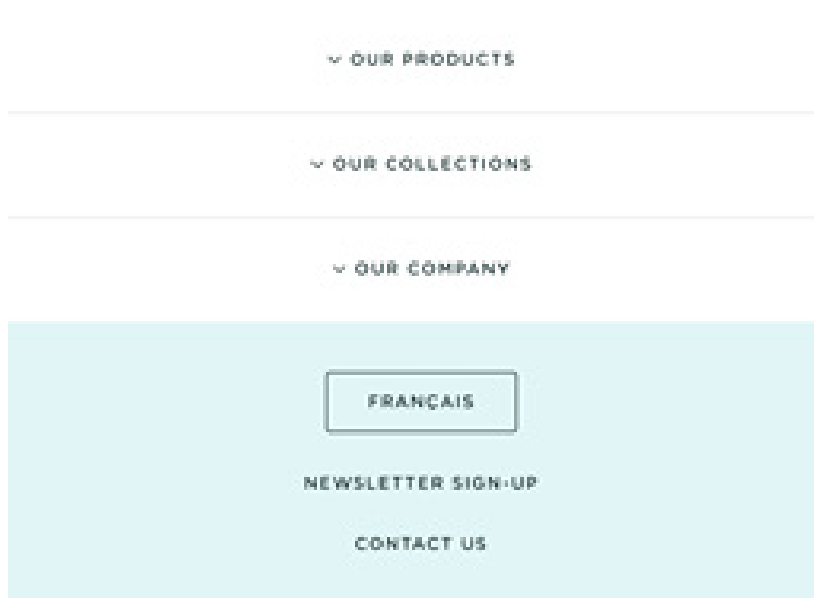 OUR PRODUCTS
OUR COLLECTIONS
OUR COMPANY
FRANÇAIS
NEWSLETTER SIGN-UP
CONTACT US